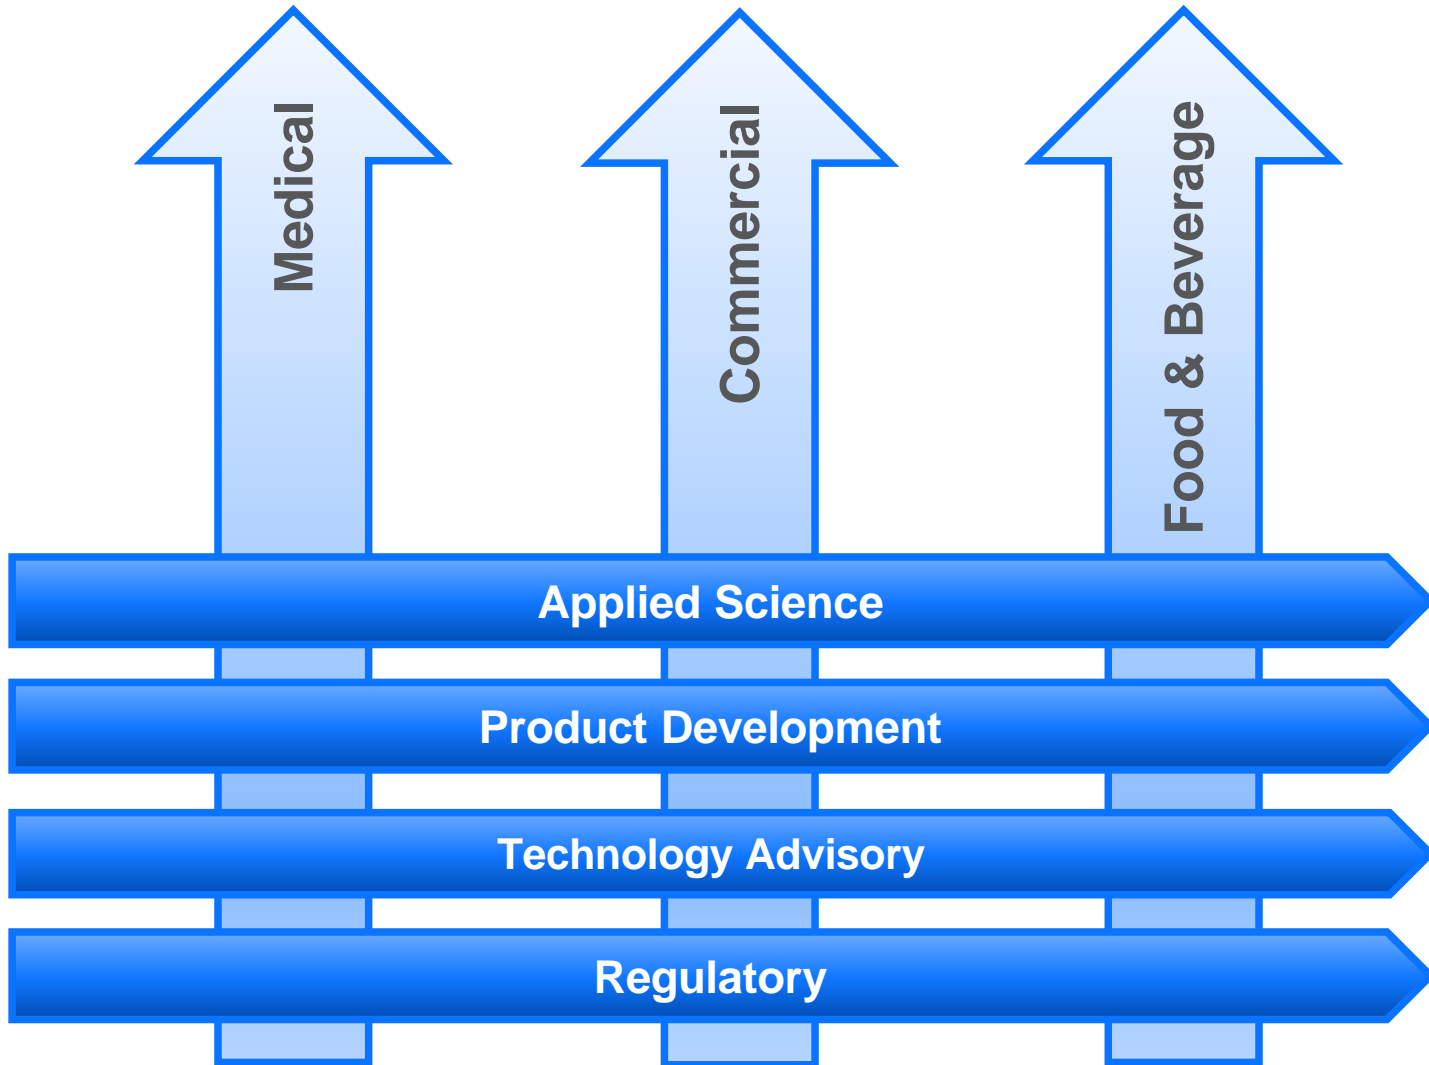 Medical
Commercial
Food & Beverage
Applied Science
Product Development
Technology Advisory
Regulatory